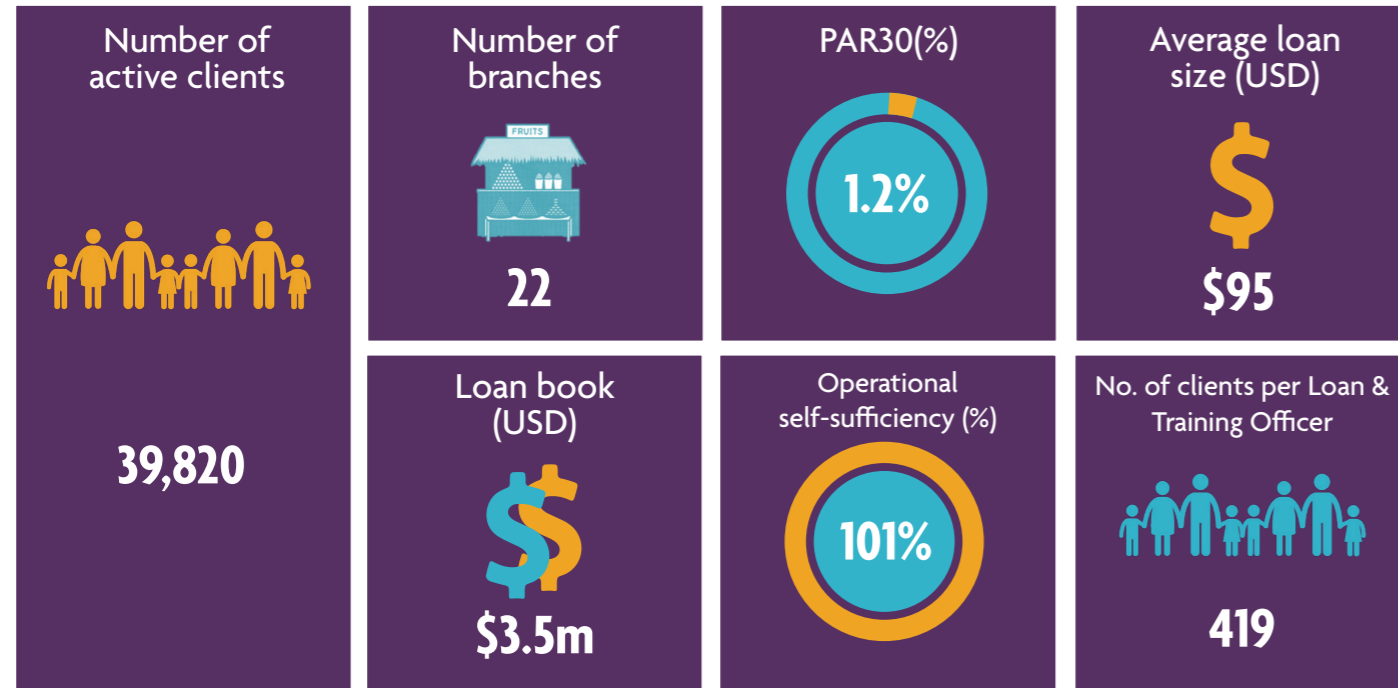 Number of
active clients
39,820
Number of
branches
FRUITS
22
PAR30(%)
1.2%
Average loan
size (USD)
$95
Loan book
(USD)
$3.5m
Operational
self-sufficiency (%)
101%
No. of clients per Loan &
Training Officer
419